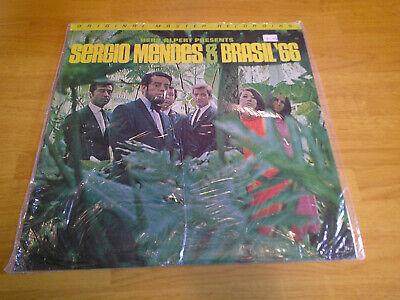 ORIGINAL MASTER RECORDING
HERB ALPERT PRESENTS
SERGIO MENDES & BRASIL '66